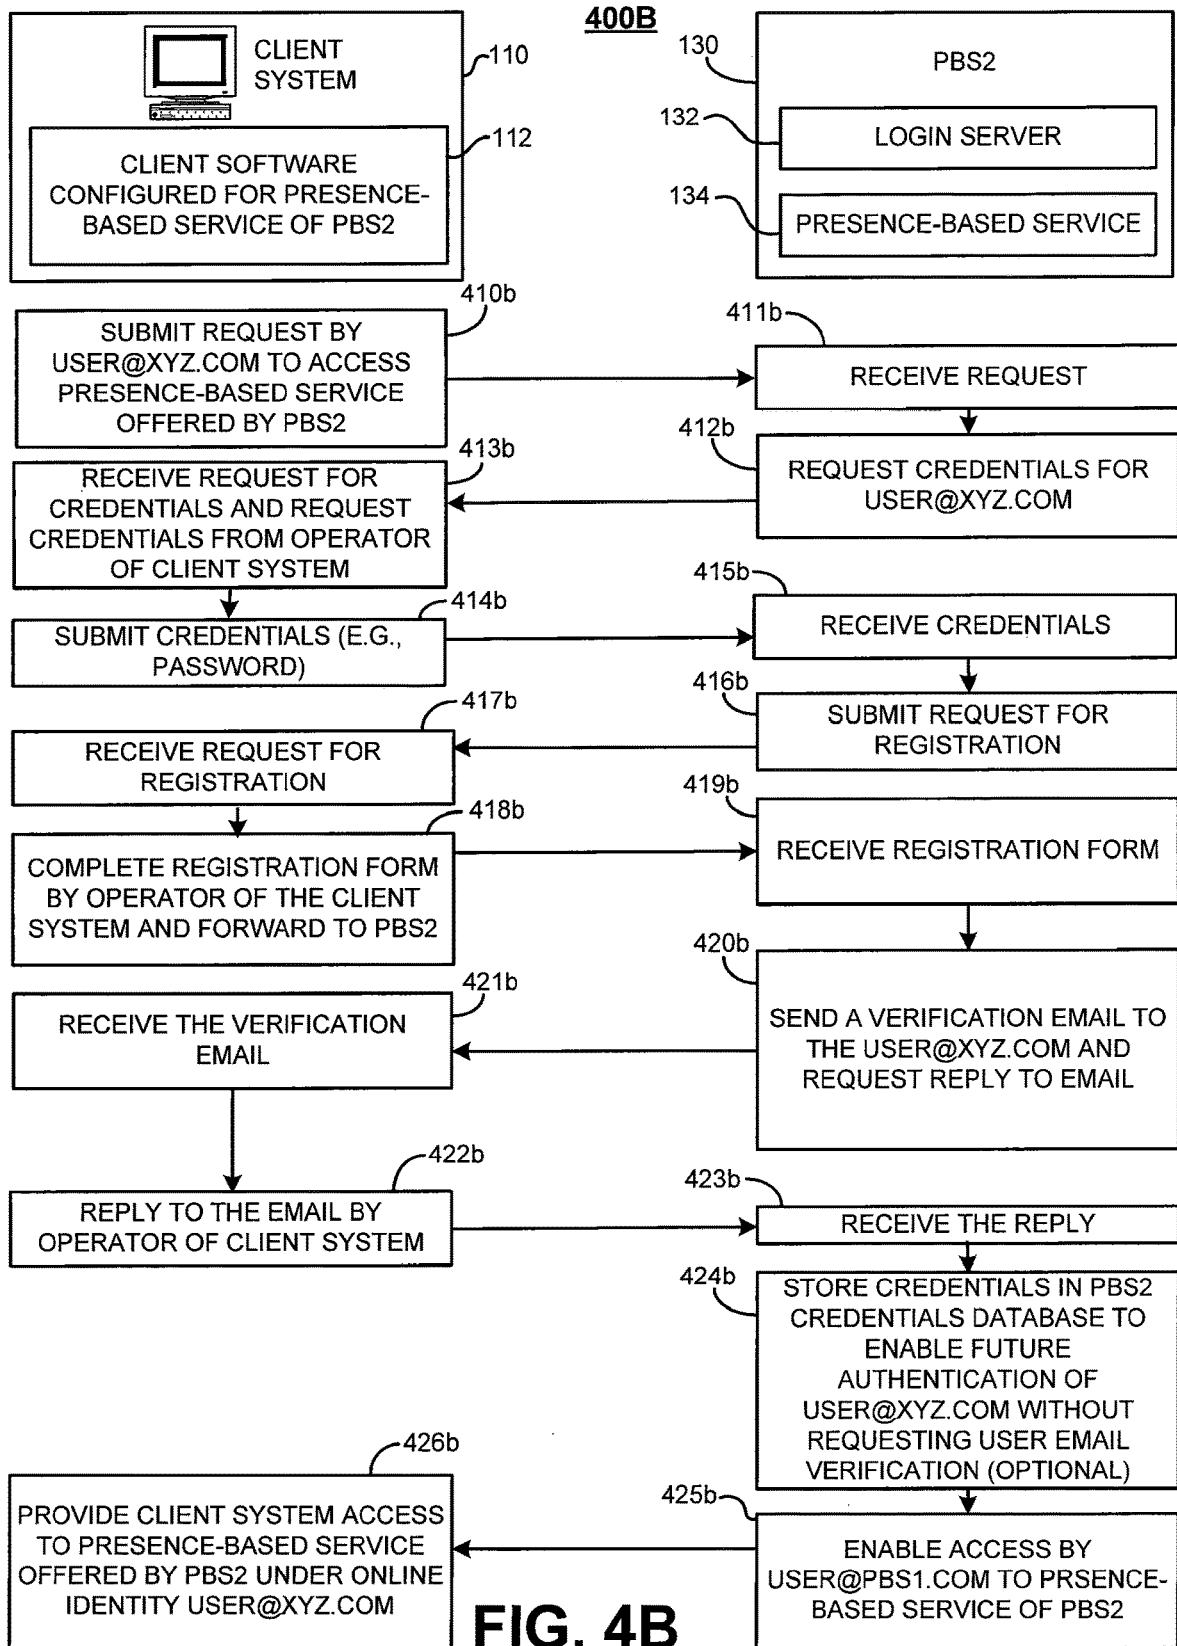 400B
CLIENT
SYSTEM
110
112
CLIENT SOFTWARE
CONFIGURED FOR PRESENCE-
BASED SERVICE OF PBS2
130
PBS2
132
LOGIN SERVER
134
PRESENCE-BASED SERVICE
410b
SUBMIT REQUEST BY
USER@XYZ.COM TO ACCESS
PRESENCE-BASED SERVICE
OFFERED BY PBS2
411b
RECEIVE REQUEST
412b
REQUEST CREDENTIALS FOR
USER@XYZ.COM
413b
RECEIVE REQUEST FOR
CREDENTIALS AND REQUEST
CREDENTIALS FROM OPERATOR
OF CLIENT SYSTEM
414b
SUBMIT CREDENTIALS (E.G.,
PASSWORD)
415b
RECEIVE CREDENTIALS
416b
SUBMIT REQUEST FOR
REGISTRATION
417b
RECEIVE REQUEST FOR
REGISTRATION
418b
COMPLETE REGISTRATION FORM
BY OPERATOR OF THE CLIENT
SYSTEM AND FORWARD TO PBS2
419b
RECEIVE REGISTRATION FORM
420b
SEND A VERIFICATION EMAIL TO
THE USER@XYZ.COM AND
REQUEST REPLY TO EMAIL
421b
RECEIVE THE VERIFICATION
EMAIL
422b
REPLY TO THE EMAIL BY
OPERATOR OF CLIENT SYSTEM
423b
RECEIVE THE REPLY
424b
STORE CREDENTIALS IN PBS2
CREDENTIALS DATABASE TO
ENABLE FUTURE
AUTHENTICATION OF
USER@XYZ.COM WITHOUT
REQUESTING USER EMAIL
VERIFICATION (OPTIONAL)
425b
ENABLE ACCESS BY
USER@PBS1.COM TO PRSENCE-
BASED SERVICE OF PBS2
426b
PROVIDE CLIENT SYSTEM ACCESS
TO PRESENCE-BASED SERVICE
OFFERED BY PBS2 UNDER ONLINE
IDENTITY USER@XYZ.COM
FIG. 4B